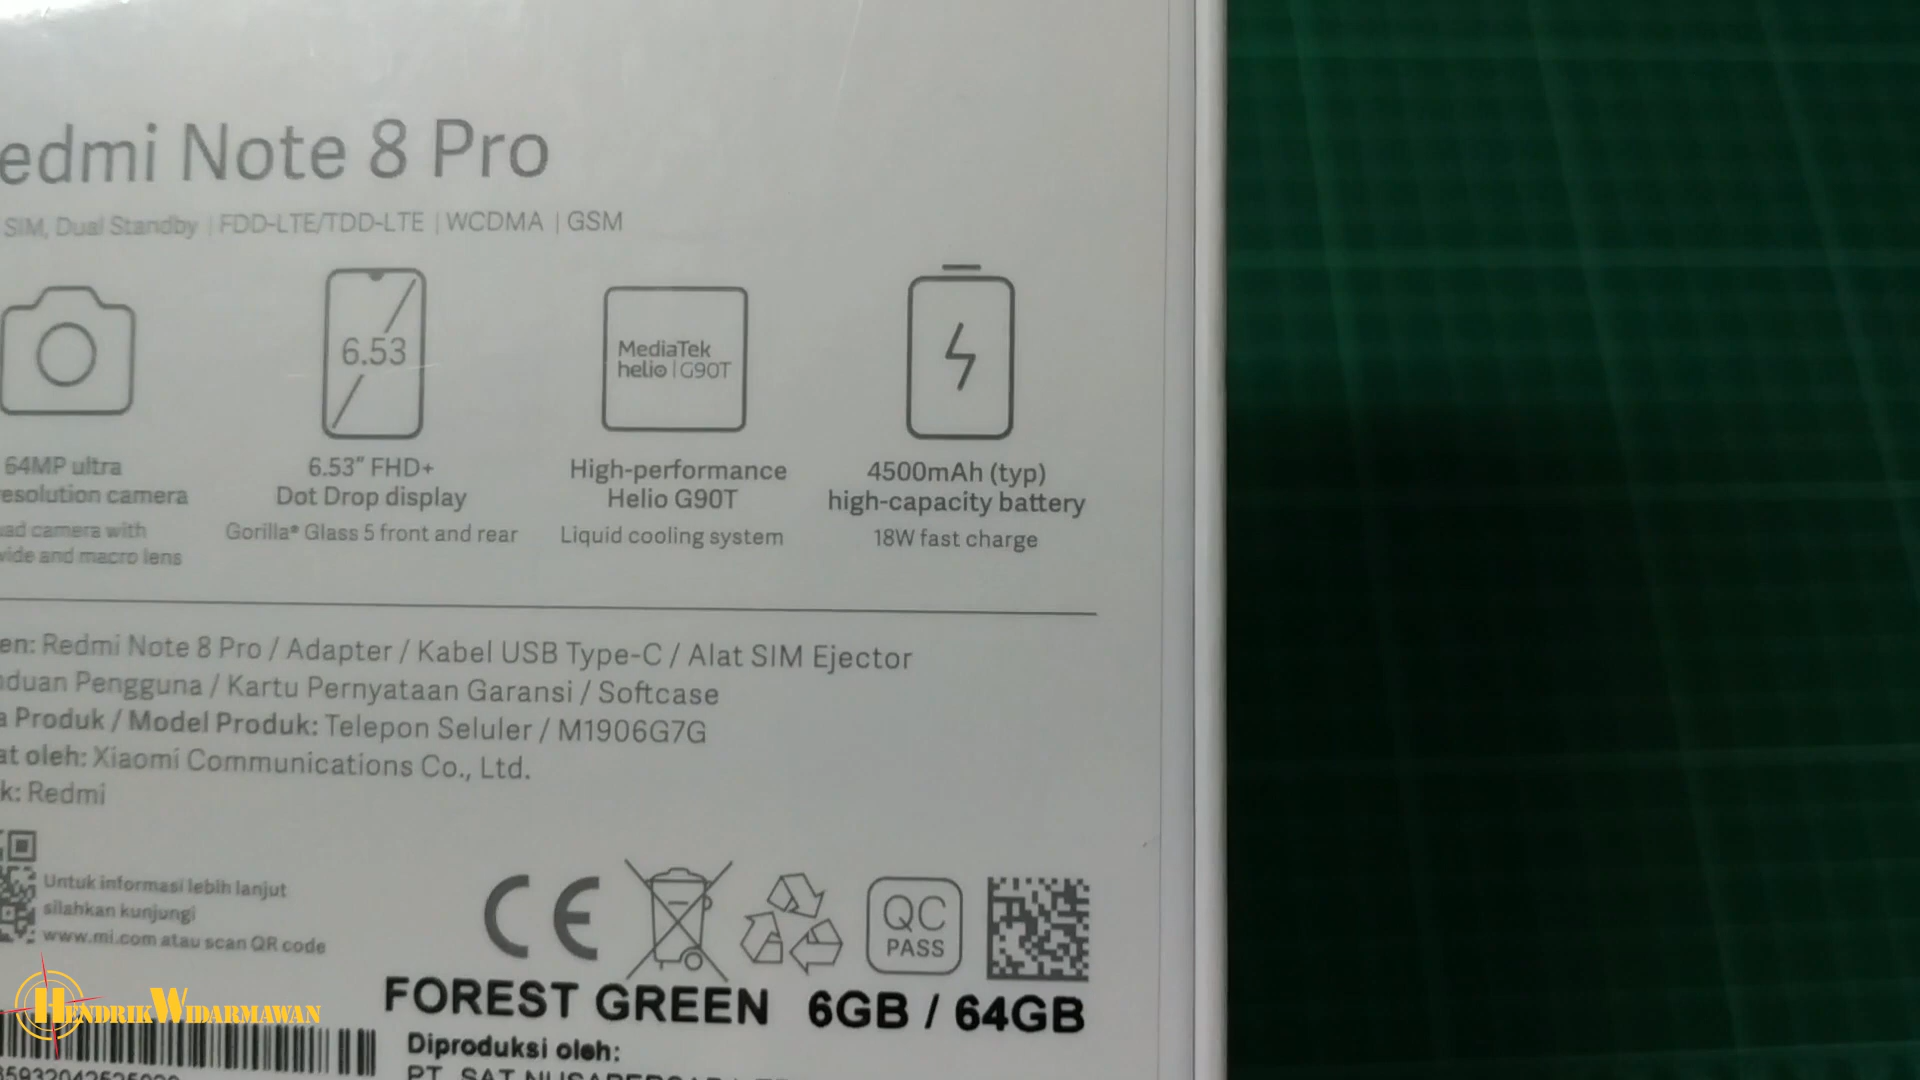 edmi Note 8 Pro
SIM, Dual Standby | FDD-LTE/TDD-LTE | WCDMA | GSM
6.53
MediaTek
helio | G90T
64MP ultra
esolution camera
ad camera with
wide and macro lens
6.53" FHD+
Dot Drop display
Gorilla® Glass 5 front and rear
High-performance
Helio G90T
Liquid cooling system
4500mAh (typ)
high-capacity battery
18W fast charge
en: Redmi Note 8 Pro / Adapter / Kabel USB Type-C / Alat SIM Ejector
duan Pengguna / Kartu Pernyataan Garansi / Softcase
a Produk / Model Produk: Telepon Seluler / M1906G7G
at oleh: Xiaomi Communications Co., Ltd.
k: Redmi
Untuk informasi lebih lanjut
silahkan kunjungi
www.mi.com atau scan QR code
CE
QC
PASS
FOREST GREEN 6GB / 64GB
Diproduksi oleh:
PT. SAT NUSAPERSADA
HENDRIKWIDARMAWAN